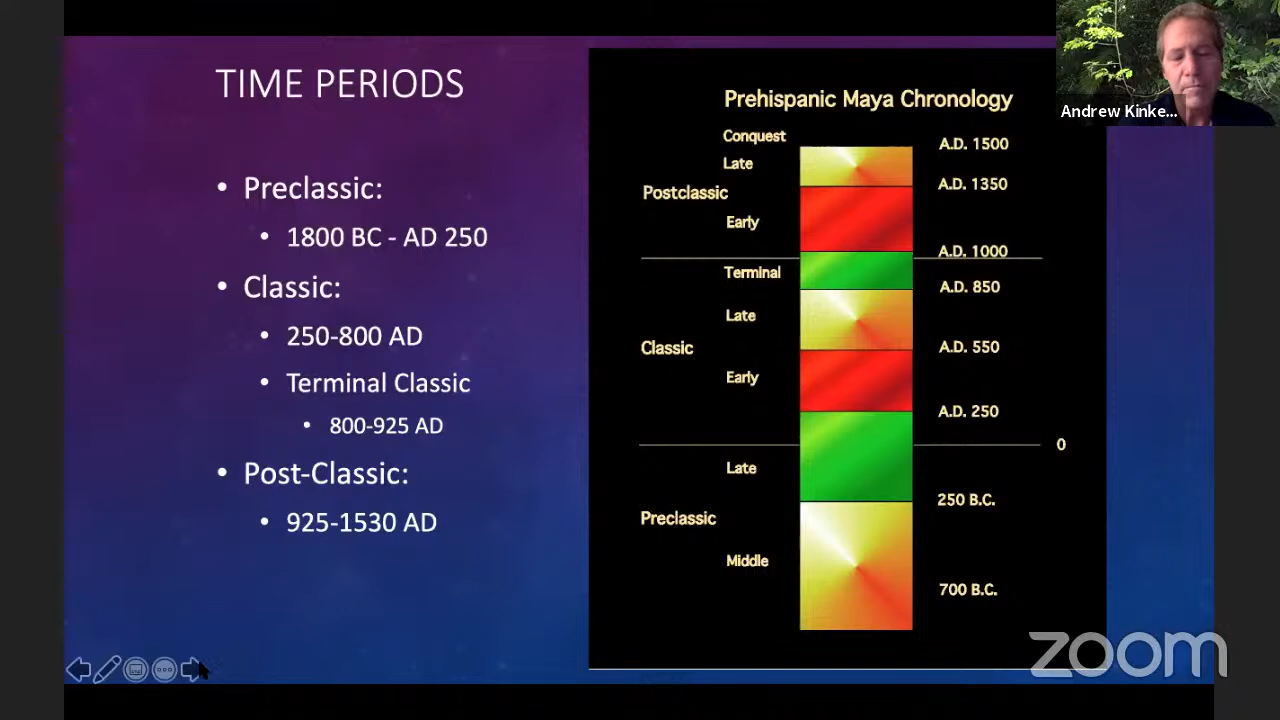 TIME PERIODS
• Preclassic:
• 1800 BC - AD 250
• Classic:
• 250-800 AD
• Terminal Classic
• 800-925 AD
• Post-Classic:
• 925-1530 AD
Prehispanic Maya Chronology
Conquest
A.D. 1500
Late
A.D. 1350
Postclassic
Early
A.D. 1000
Terminal
A.D. 850
Late
A.D. 550
Classic
Early
A.D. 250
0
Late
250 B.C.
Preclassic
Middle
700 B.C.
Andrew Kinke...
zoom